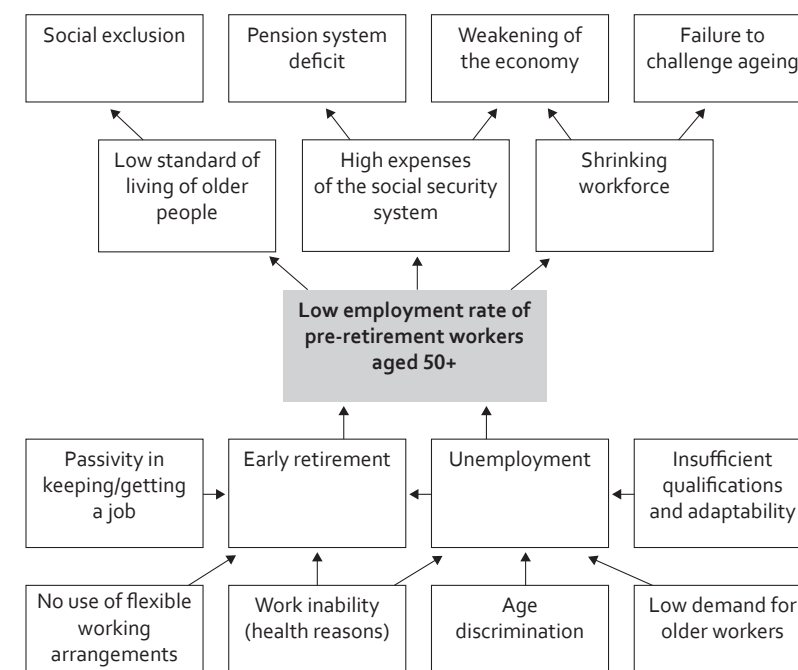 Social exclusion
Pension system
deficit
Weakening of
the economy
Failure to
challenge ageing
Low standard of
living of older
people
High expenses
of the social security
system
Shrinking
workforce
Low employment rate of
pre-retirement workers
aged 50+
Passivity in
keeping/getting
a job
Early retirement
Unemployment
Insufficient
qualifications
and adaptability
No use of flexible
working
arrangements
Work inability
(health reasons)
Age
discrimination
Low demand for
older workers